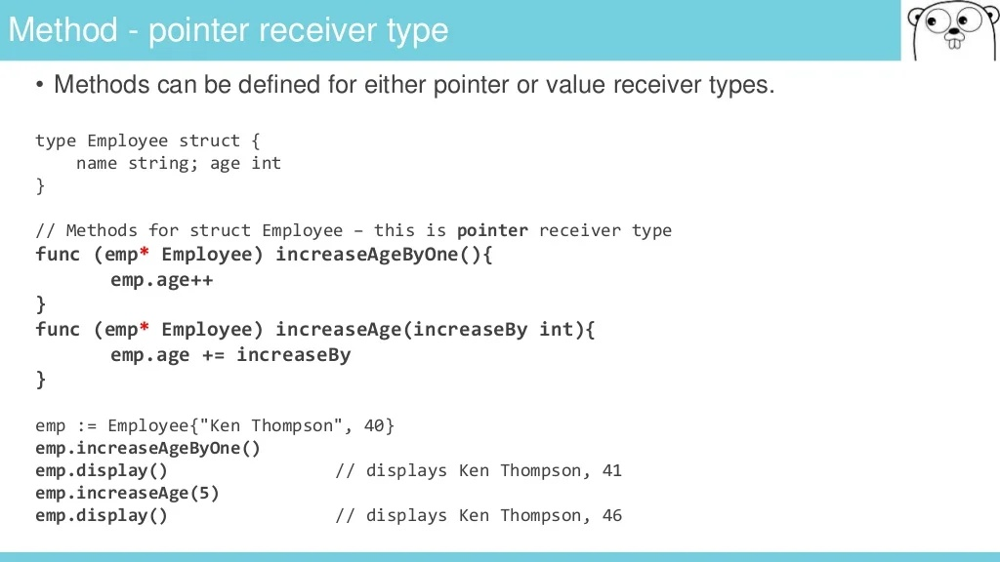 Method - pointer receiver type
• Methods can be defined for either pointer or value receiver types.
type Employee struct {
    name string; age int
}
// Methods for struct Employee – this is pointer receiver type
func (emp* Employee) increaseAgeByOne(){
    emp.age++
}
func (emp* Employee) increaseAge(increaseBy int){
    emp.age += increaseBy
}
emp := Employee{"Ken Thompson", 40}
emp.increaseAgeByOne()
emp.display() // displays Ken Thompson, 41
emp.increaseAge(5)
emp.display() // displays Ken Thompson, 46